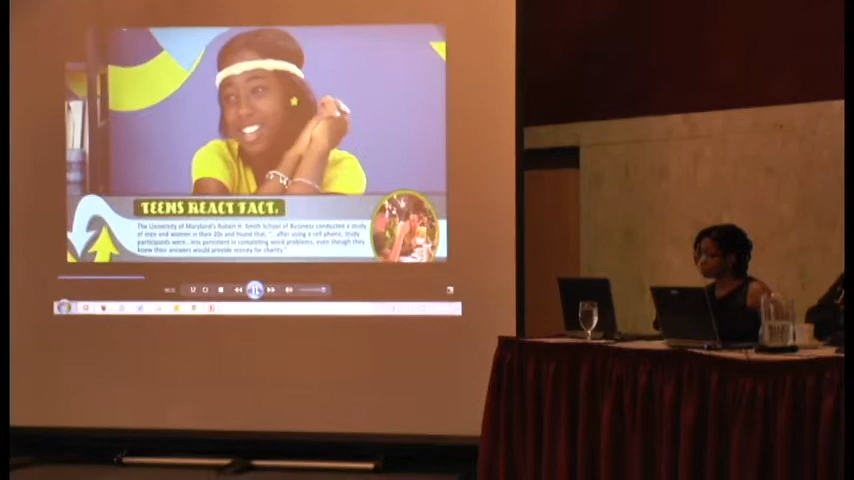 TEENS REACT FACT.
The University of Maryland's Robert H. Smith School of Business conducted a study
of men and women in their 20s and found that, "...after using a cell phone, study
participants were...less persistent in completing word problems, even though they
knew their answers would provide money for charity"